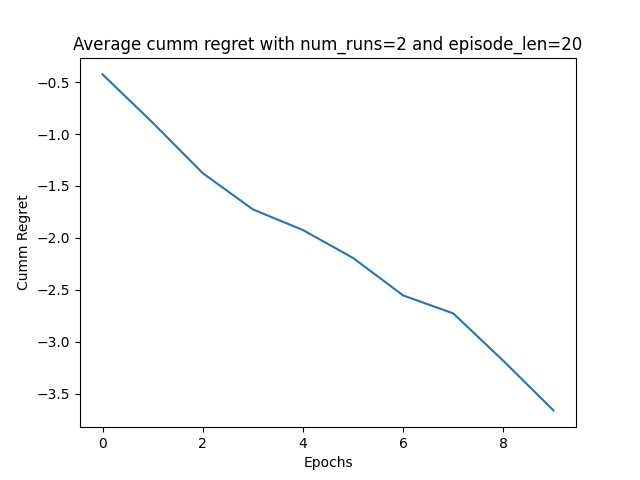 Average cumm regret with num_runs=2 and episode_len=20
−0.5
−1.0
−1.5
−2.0
−2.5
−3.0
−3.5
Cumm Regret
0 2 4 6 8
Epochs